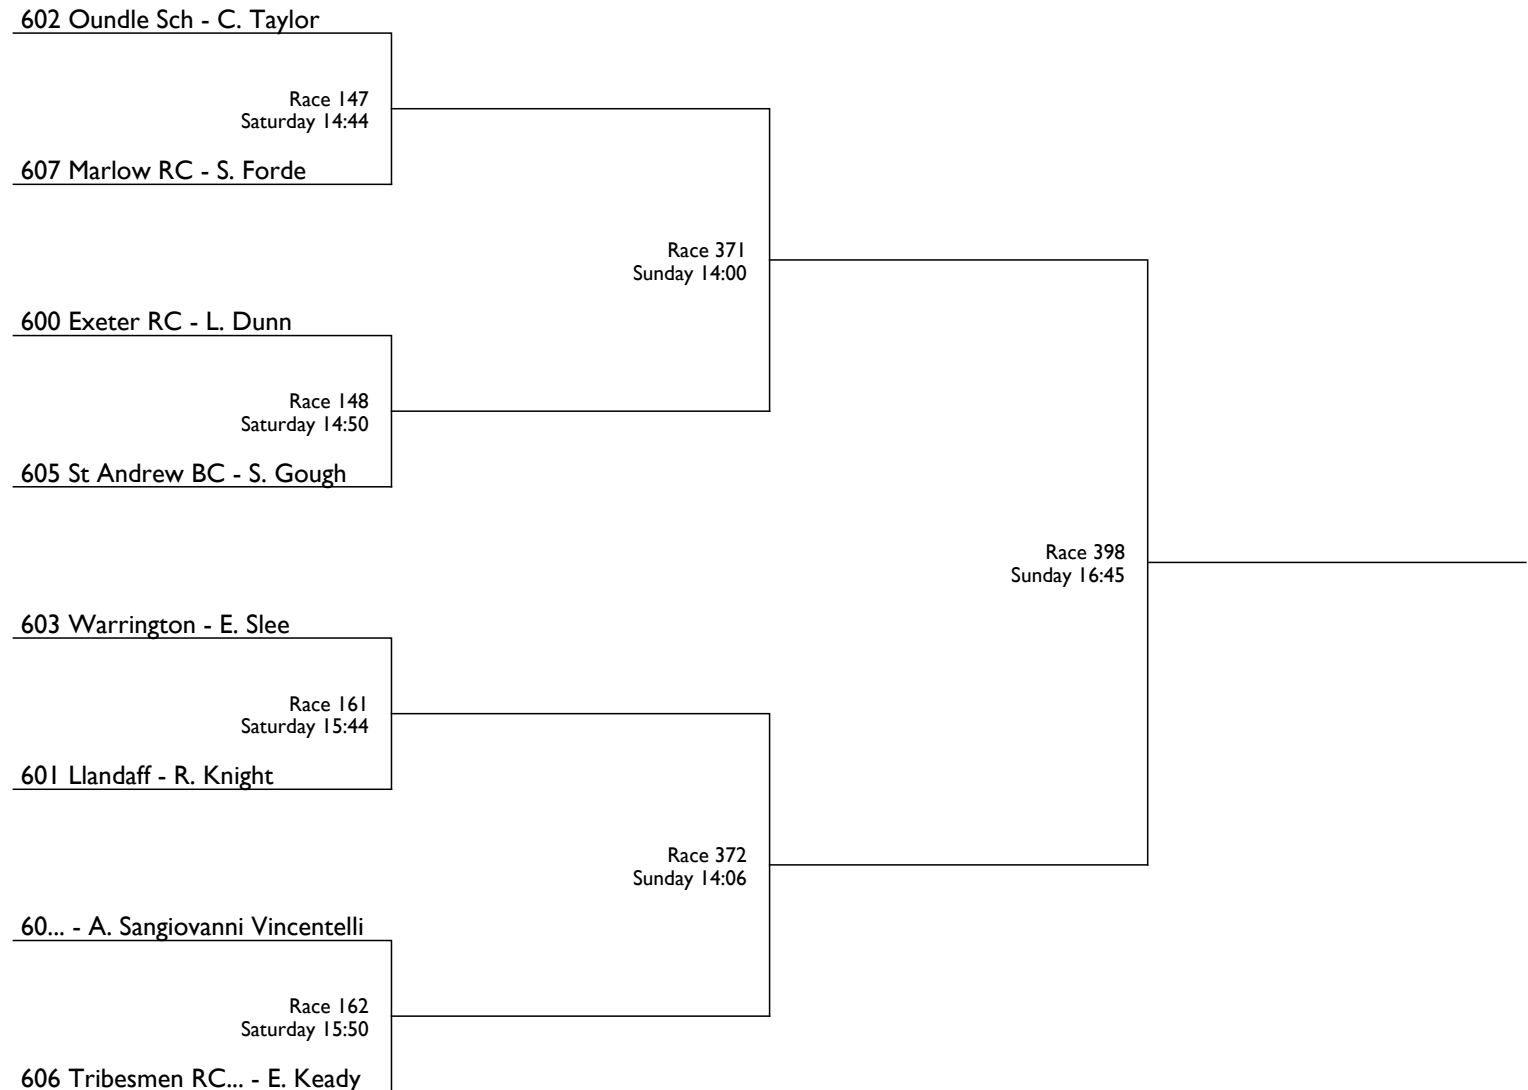 602 Oundle Sch - C. Taylor
Race 147
Saturday 14:44
607 Marlow RC - S. Forde
Race 371
Sunday 14:00
600 Exeter RC - L. Dunn
Race 148
Saturday 14:50
605 St Andrew BC - S. Gough
Race 398
Sunday 16:45
603 Warrington - E. Slee
Race 161
Saturday 15:44
601 Llandaff - R. Knight
Race 372
Sunday 14:06
60... - A. Sangiovanni Vincentelli
Race 162
Saturday 15:50
606 Tribesmen RC... - E. Keady